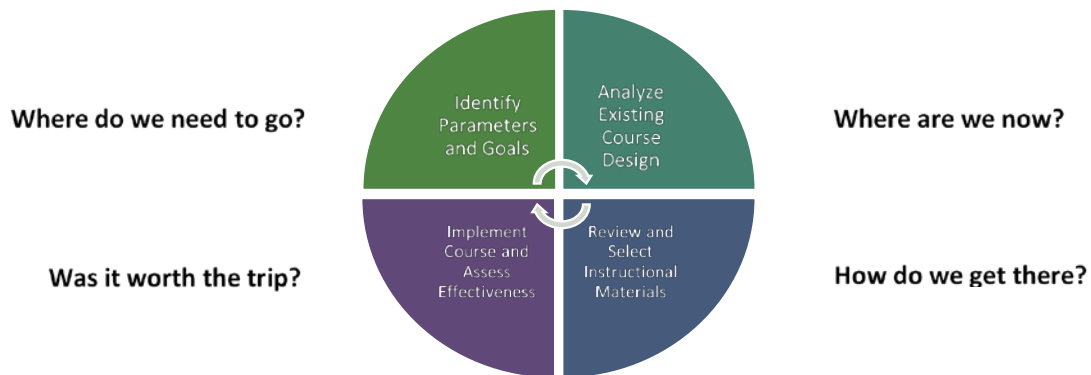 Where do we need to go?
Identify
Parameters
and Goals
Analyze
Existing
Course
Design
Where are we now?
Was it worth the trip?
Implement
Course and
Assess
Effectiveness
Review and
Select
Instructional
Materials
How do we get there?